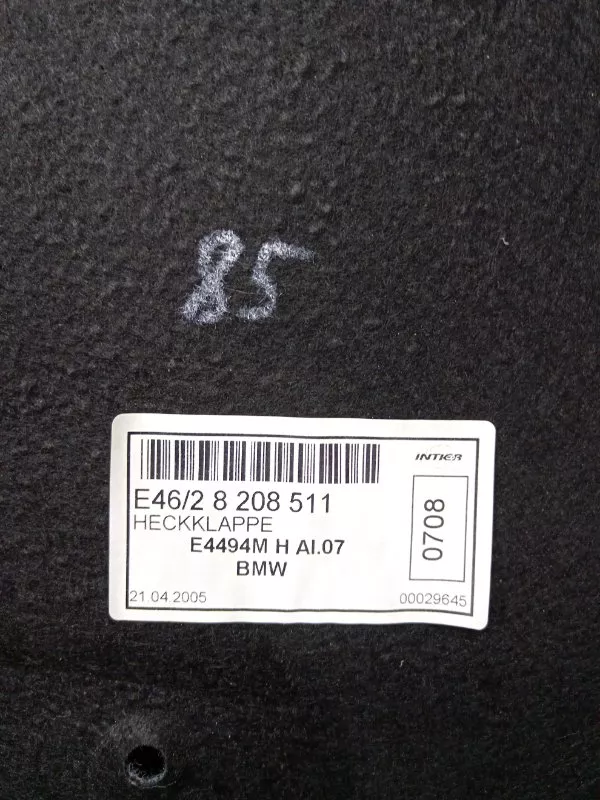 85
INTIER
E46/2 8 208 511
HECKKLAPPE
E4494M H AI.07
BMW
0708
21.04.2005
00029645